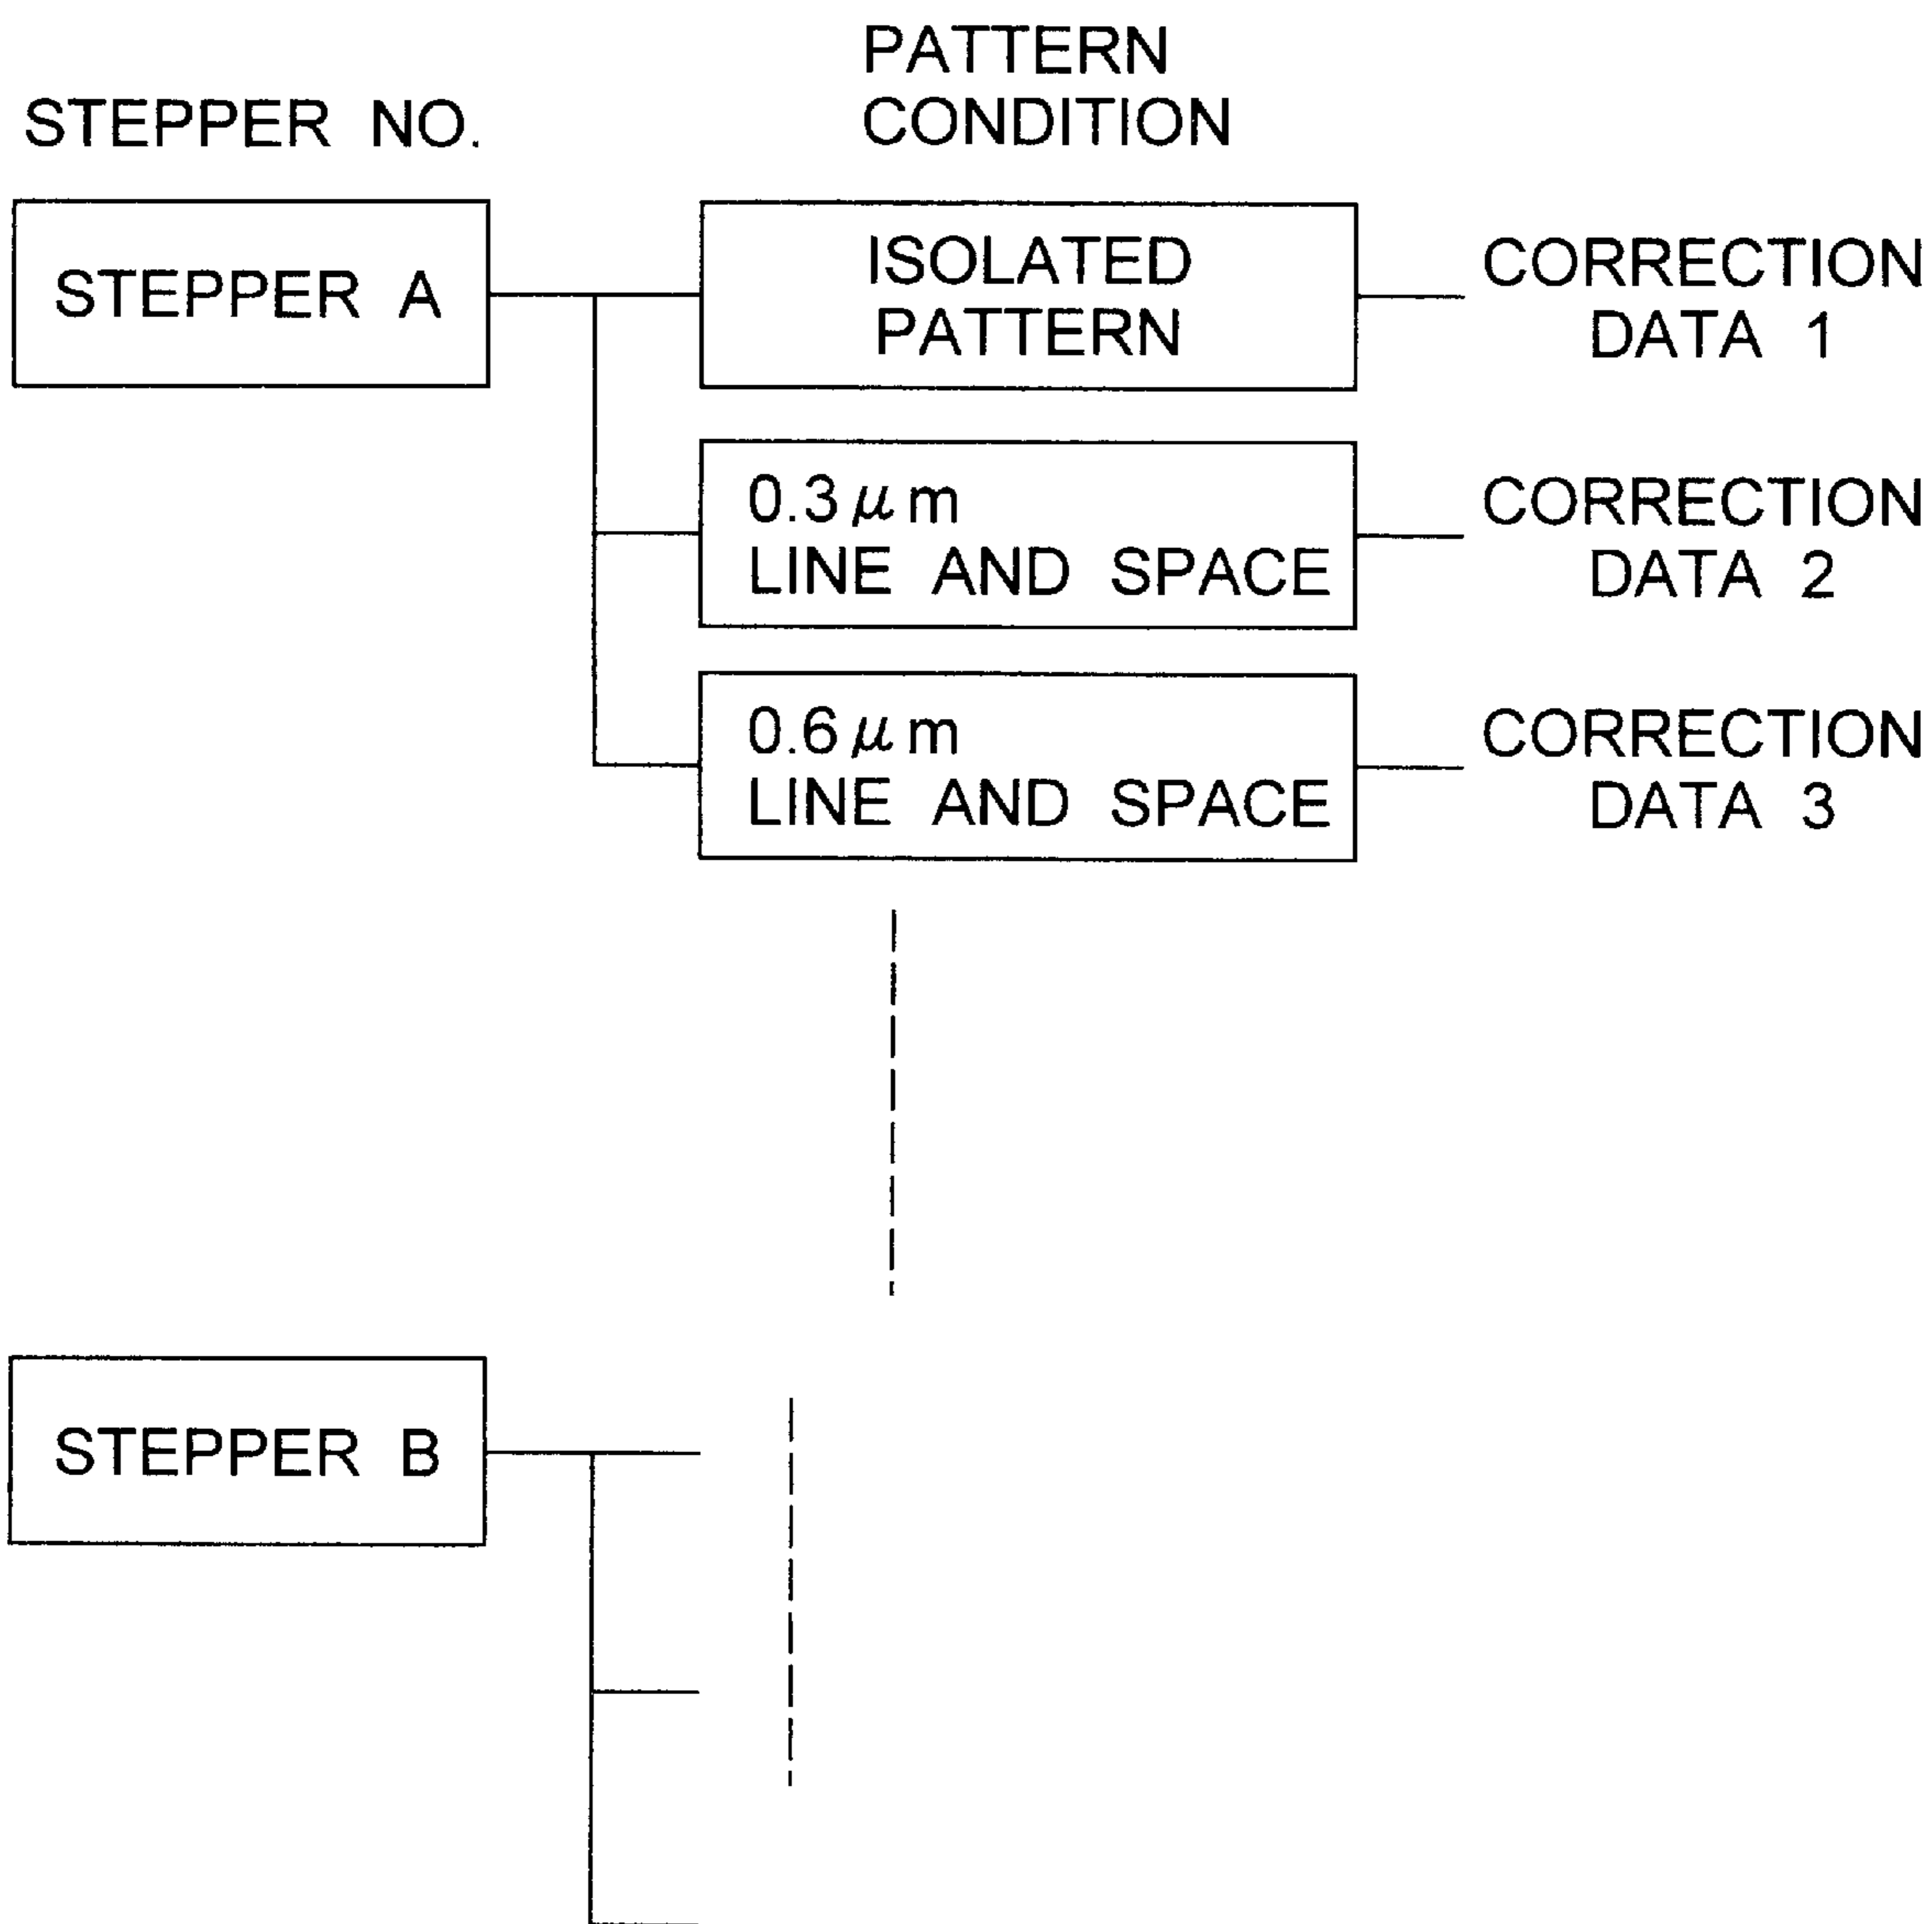 PATTERN
CONDITION
STEPPER NO.
STEPPER A
ISOLATED
PATTERN
CORRECTION
DATA 1
0.3μm
LINE AND SPACE
CORRECTION
DATA 2
0.6μm
LINE AND SPACE
CORRECTION
DATA 3
STEPPER B